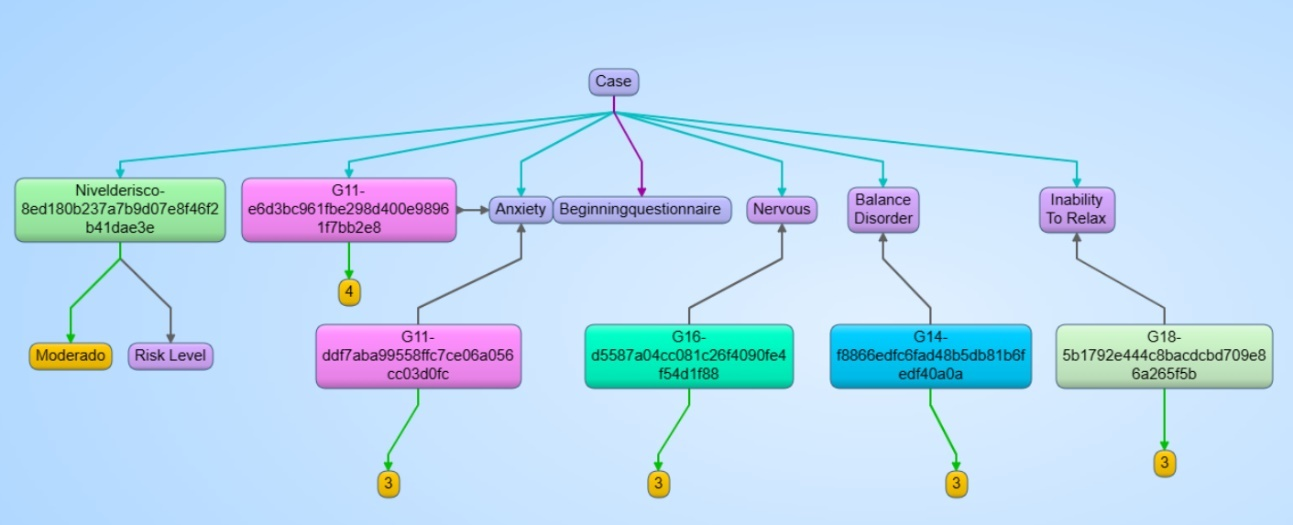 Case
Nivelderisco-
8ed180b237a7b9d07e8f46f2
b41dae3e
G11-
e6d3bc961fbe298d400e9896
1f7bb2e8
Anxiety
Beginningquestionnaire
Nervous
Balance
Disorder
Inability
To Relax
4
Moderado
Risk Level
G11-
ddf7aba99558ffc7ce06a056
cc03d0fc
G16-
d5587a04cc081c26f4090fe4
f54d1f88
G14-
f8866edfc6fad48b5db81b6f
edf40a0a
G18-
5b1792e444c8bacdcbd709e8
6a265f5b
3
3
3
3